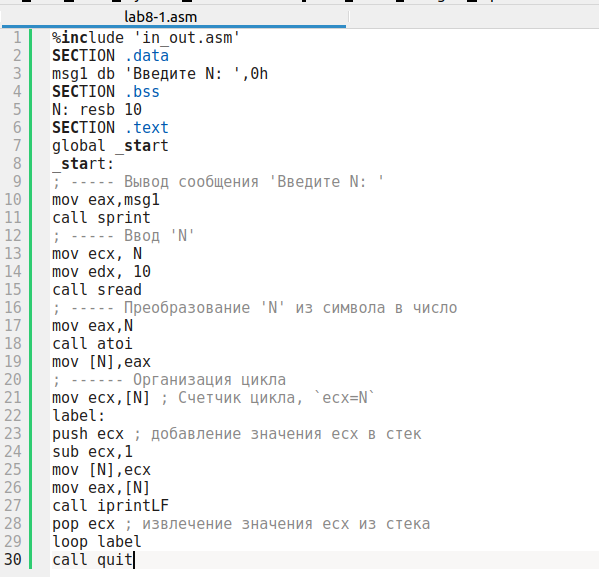 lab8-1.asm
1 %include 'in_out.asm'
2 SECTION .data
3 msg1 db 'Введите N: ',0h
4 SECTION .bss
5 N: resb 10
6 SECTION .text
7 global _start
8 _start:
9 ; ----- Вывод сообщения 'Введите N: '
10 mov eax,msg1
11 call sprint
12 ; ----- Ввод 'N'
13 mov ecx, N
14 mov edx, 10
15 call sread
16 ; ----- Преобразование 'N' из символа в число
17 mov eax,N
18 call atoi
19 mov [N],eax
20 ; ------ Организация цикла
21 mov ecx,[N] ; Счетчик цикла, `ecx=N`
22 label:
23 push ecx ; добавление значения ecx в стек
24 sub ecx,1
25 mov [N],ecx
26 mov eax,[N]
27 call iprintLF
28 pop ecx ; извлечение значения ecx из стека
29 loop label
30 call quit